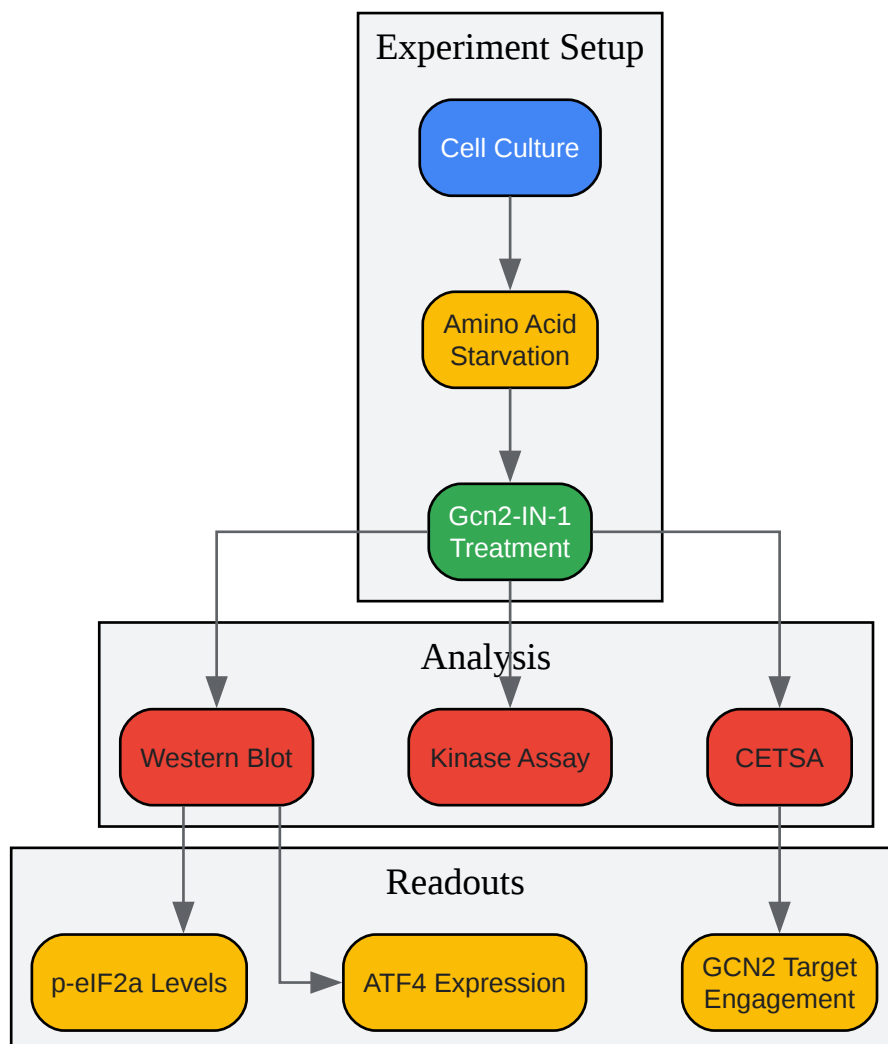 Experiment Setup
Cell Culture
Amino Acid
Starvation
Gcn2-IN-1
Treatment
Analysis
Western Blot
Kinase Assay
CETSA
Readouts
p-eIF2a Levels
ATF4 Expression
GCN2 Target
Engagement